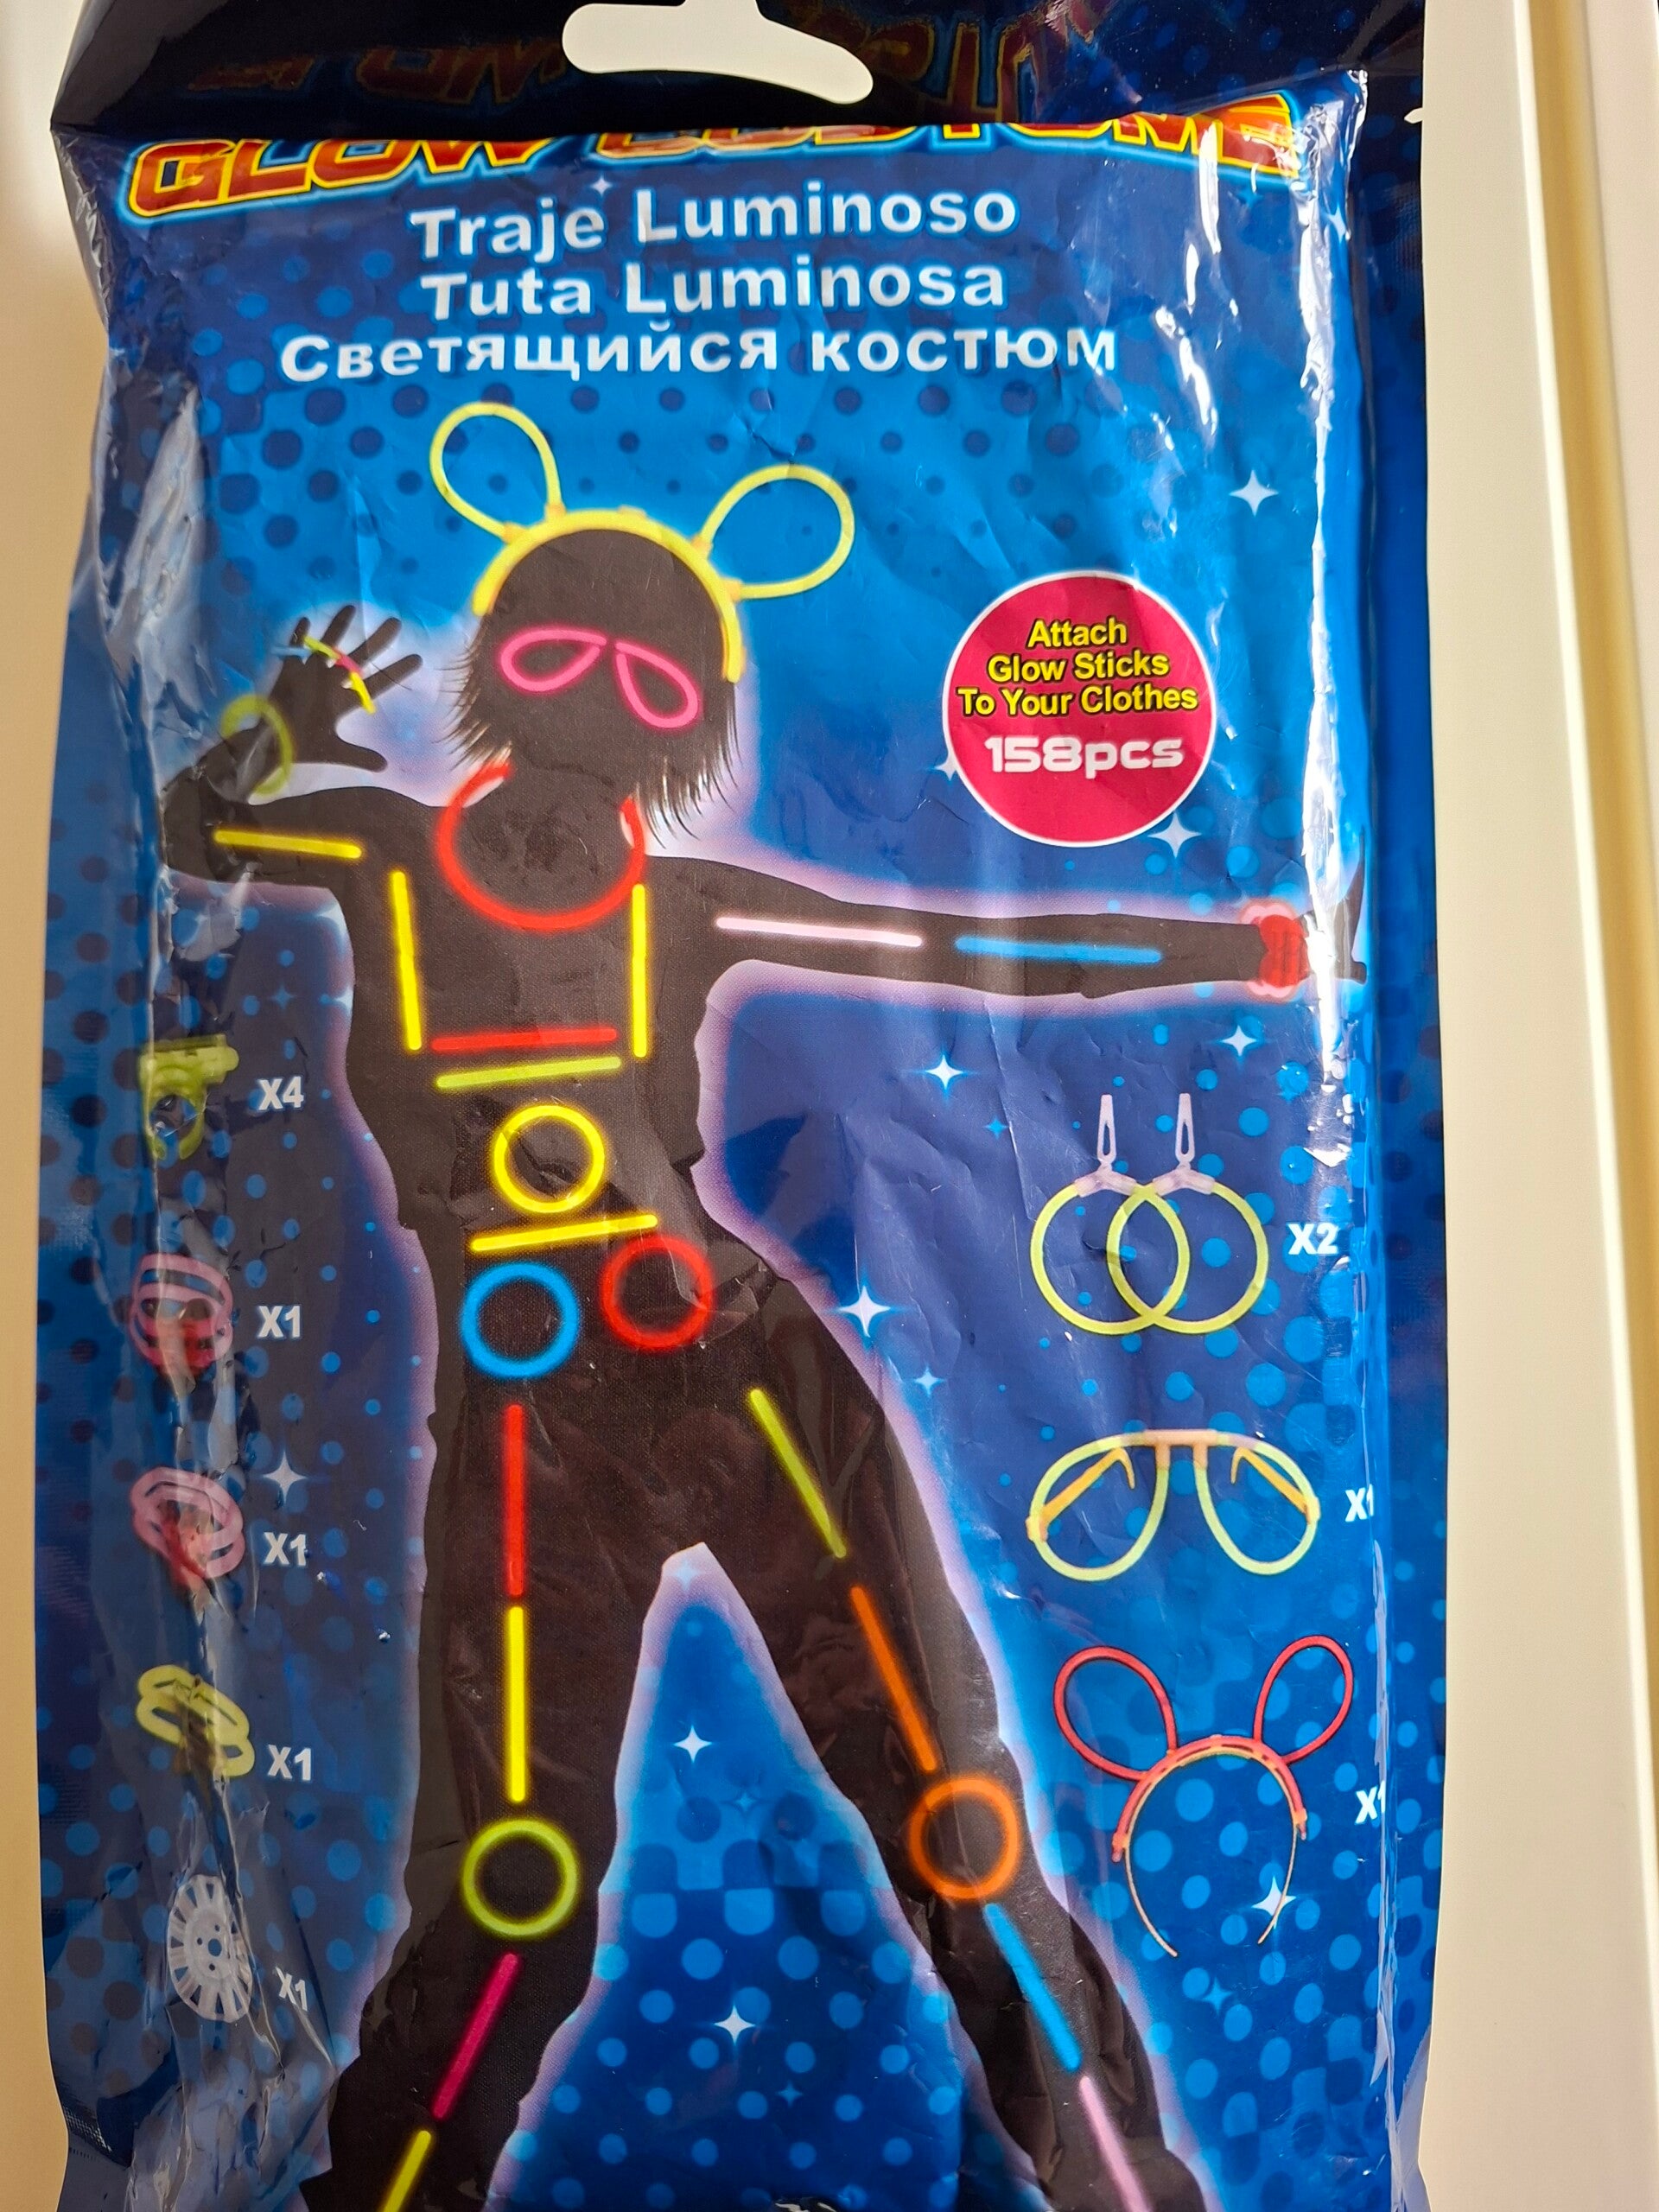 GLOW COSTUME
Traje Luminoso
Tuta Luminosa
Светящийся костюм
Attach
Glow Sticks
To Your Clothes
158pcs
X4
X1
X1
X1
X1
X2
X1
X1